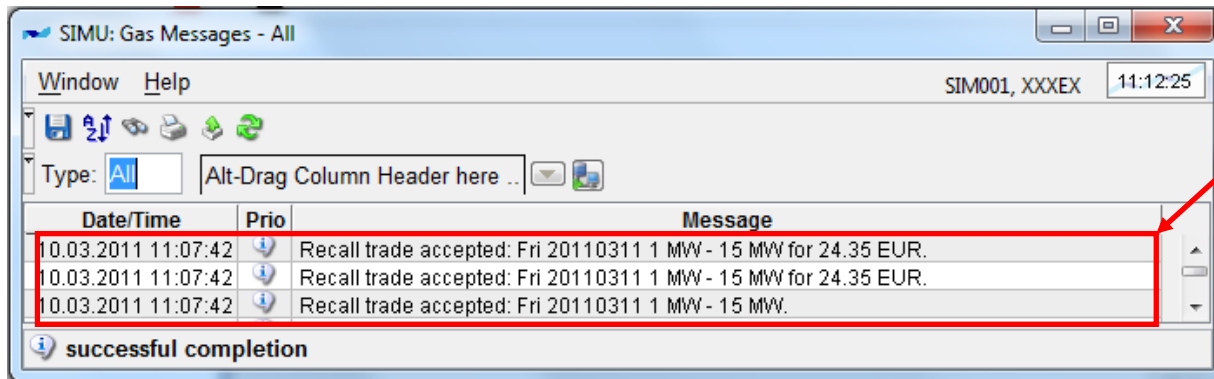 SIMU: Gas Messages - All
Window Help SIM001, XXXEX 11:12:25
Type: All Alt-Drag Column Header here ..
Date/Time Prio Message
10.03.2011 11:07:42 Recall trade accepted: Fri 20110311 1 MW - 15 MW for 24.35 EUR.
10.03.2011 11:07:42 Recall trade accepted: Fri 20110311 1 MW - 15 MW for 24.35 EUR.
10.03.2011 11:07:42 Recall trade accepted: Fri 20110311 1 MW - 15 MW.
successful completion